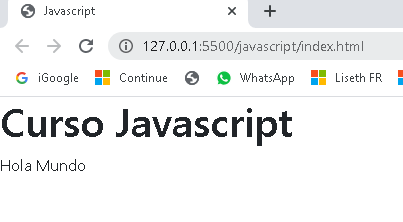 Javascript
127.0.0.1:5500/javascript/index.html
iGoogle Continue WhatsApp Liseth FR
Curso Javascript
Hola Mundo